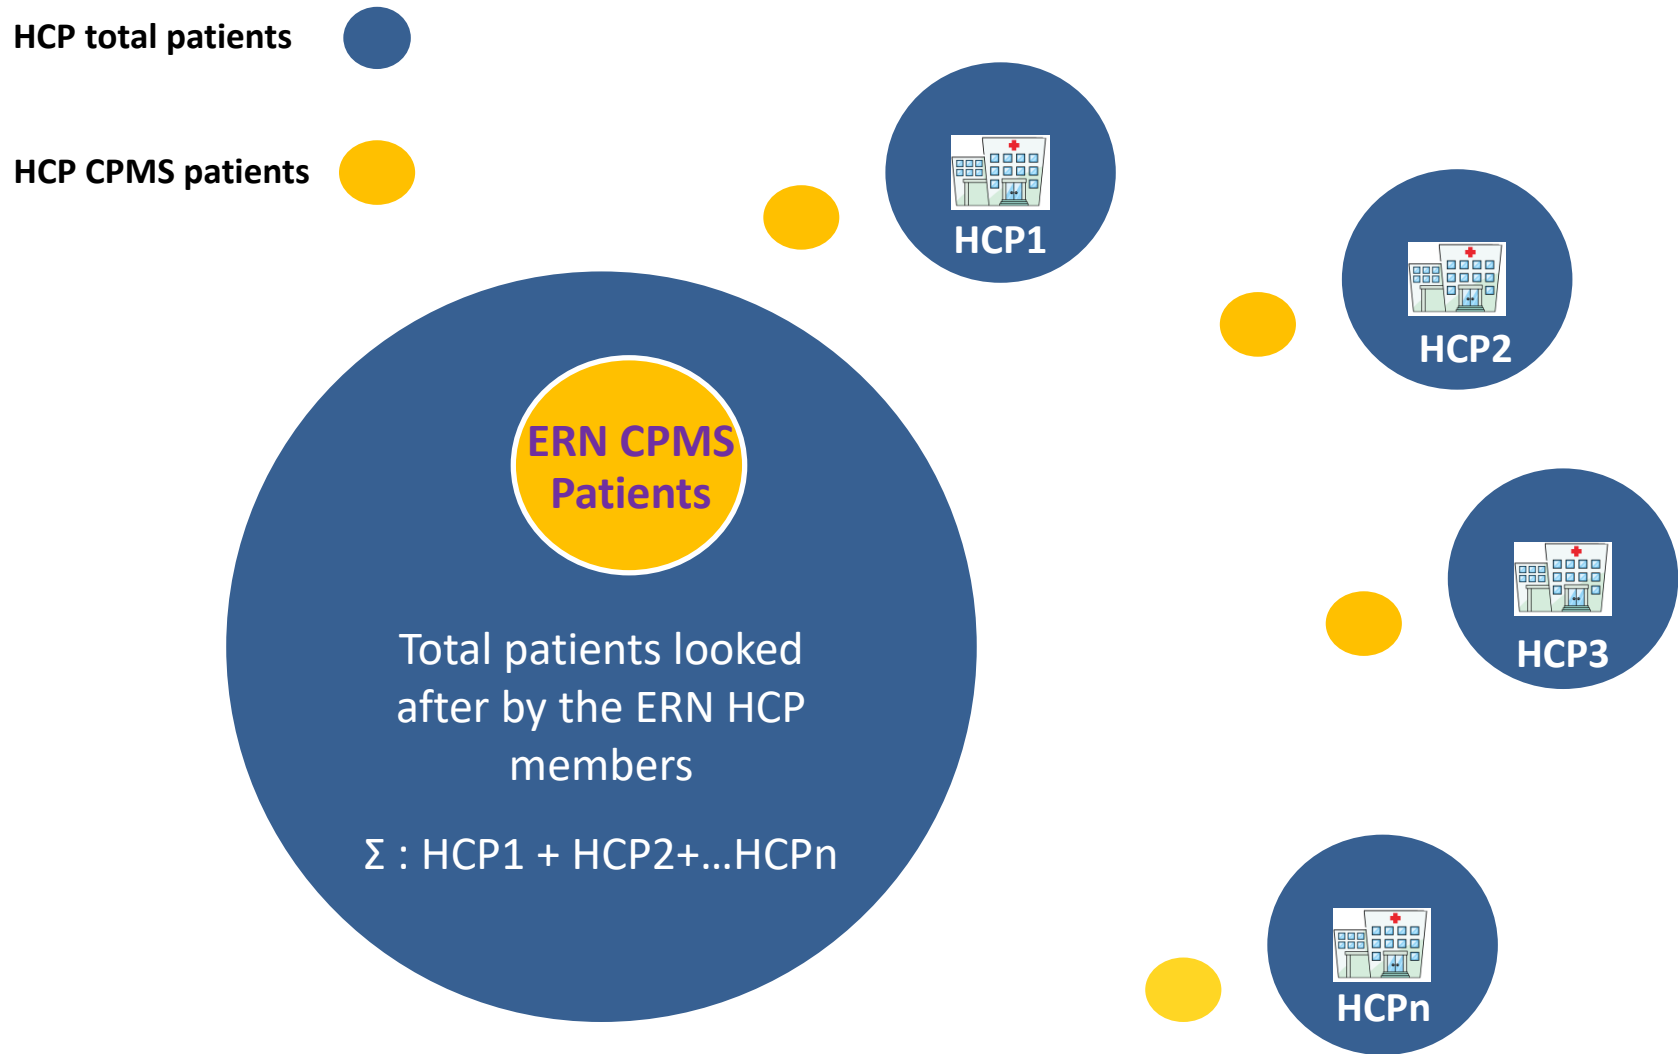 HCP total patients
HCP CPMS patients
HCP1
HCP2
ERN CPMS
Patients
Total patients looked
after by the ERN HCP
members
Σ : HCP1 + HCP2+...HCPn
HCP3
HCPn